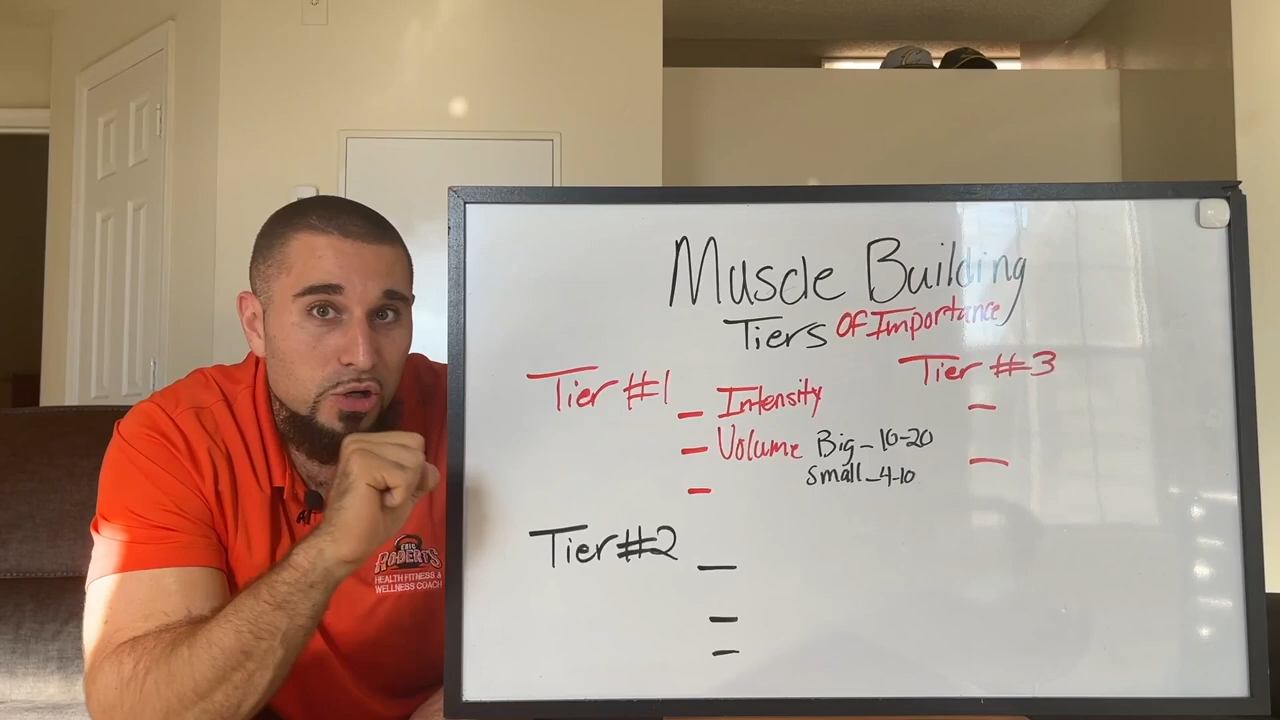 Muscle Building
Tiers Of Importance
Tier #1
- Intensity
- Volume Big - 10-20
Small - 4-10
-
Tier #2
-
-
-
Tier #3
-
-
ERIC
ROBERTS
HEALTH FITNESS &
WELLNESS COACH